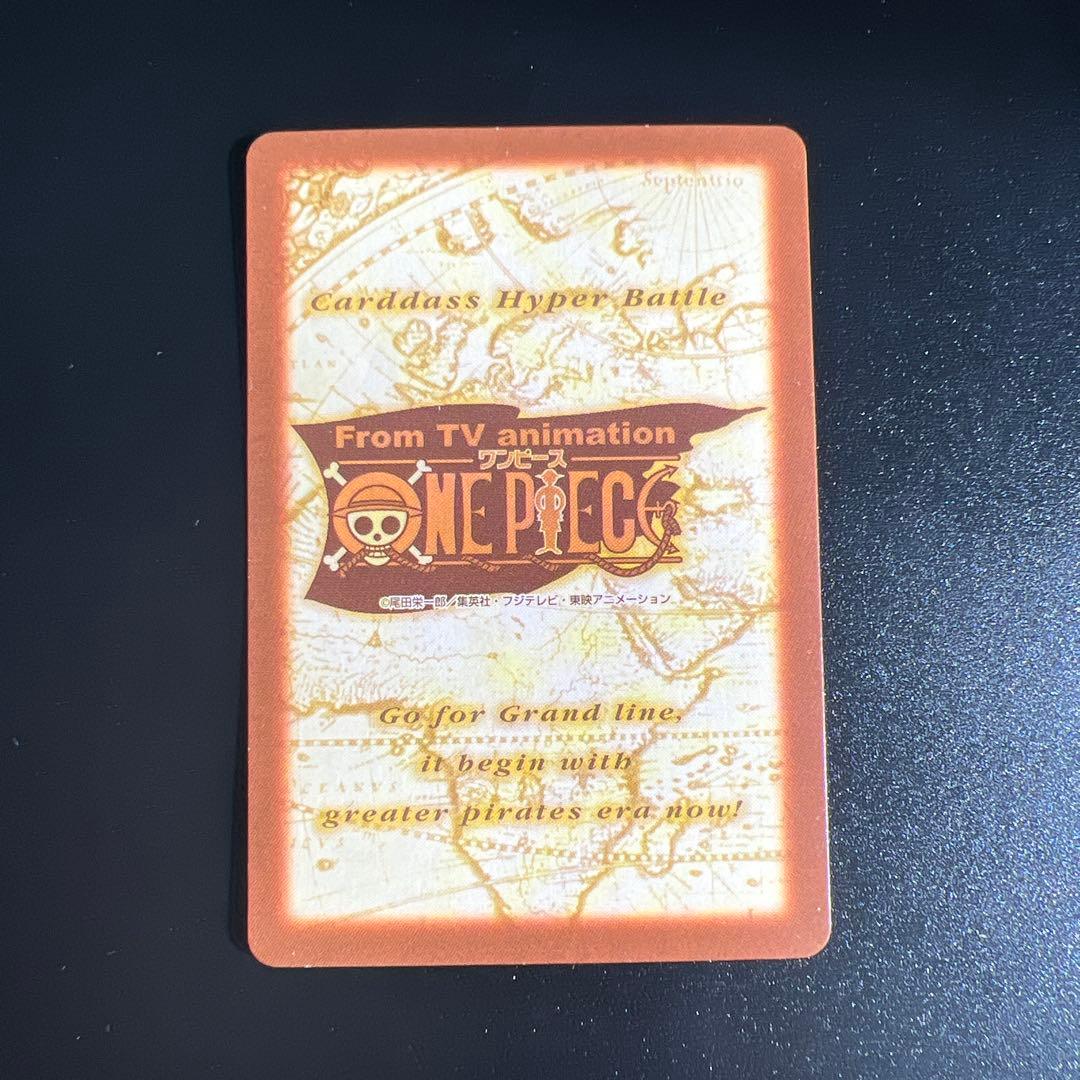 Septentrio
Carddass Hyper Battle
From TV animation
ワンピース
ONE PIECE
©尾田栄一郎／集英社・フジテレビ・東映アニメーション
Go for Grand line,
it begin with
greater pirates era now!